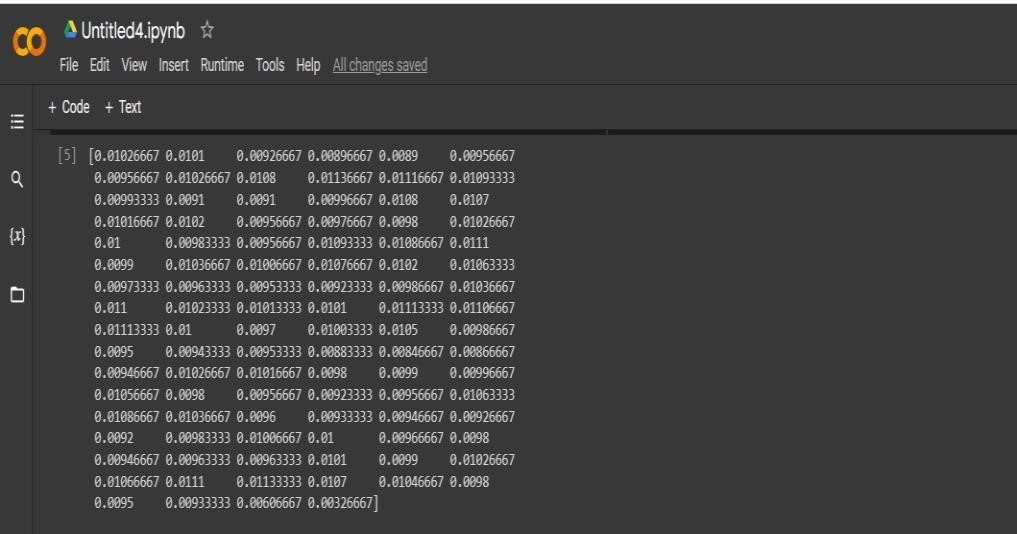 Untitled4.ipynb
File Edit View Insert Runtime Tools Help All changes saved
+ Code + Text
[5] [0.01026667 0.0101 0.00926667 0.00896667 0.0089 0.00956667
0.00956667 0.01026667 0.0108 0.01136667 0.01116667 0.01093333
0.00993333 0.0091 0.0091 0.00996667 0.0108 0.0107
0.01016667 0.0102 0.00956667 0.00976667 0.0098 0.01026667
0.01 0.00983333 0.00956667 0.01093333 0.01086667 0.0111
0.0099 0.01036667 0.01006667 0.01076667 0.0102 0.01063333
0.00973333 0.00963333 0.00953333 0.00923333 0.00986667 0.01036667
0.011 0.01023333 0.01013333 0.0101 0.01113333 0.01106667
0.01113333 0.01 0.0097 0.01003333 0.0105 0.00986667
0.0095 0.00943333 0.00953333 0.00883333 0.00846667 0.00866667
0.00946667 0.01026667 0.01016667 0.0098 0.0099 0.00996667
0.01056667 0.0098 0.00956667 0.00923333 0.00956667 0.01063333
0.01086667 0.01036667 0.0096 0.00933333 0.00946667 0.00926667
0.0092 0.00983333 0.01006667 0.01 0.00966667 0.0098
0.00946667 0.00963333 0.00963333 0.0101 0.0099 0.01026667
0.01066667 0.0111 0.01133333 0.0107 0.01046667 0.0098
0.0095 0.00933333 0.00606667 0.00326667]
{x}